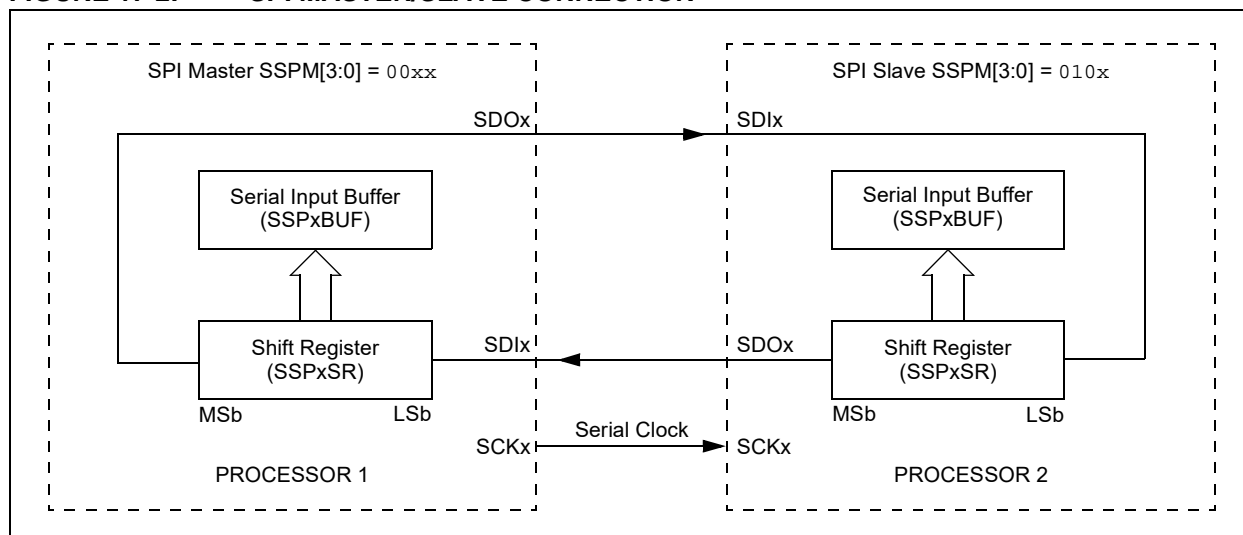 SPI Master SSPM[3:0] = 00xx
SPI Slave SSPM[3:0] = 010x
SDOx
SDIx
Serial Input Buffer
(SSPxBUF)
Serial Input Buffer
(SSPxBUF)
Shift Register
(SSPxSR)
MSb
LSb
SDIx
SDOx
Shift Register
(SSPxSR)
MSb
LSb
SCKx
Serial Clock
SCKx
PROCESSOR 1
PROCESSOR 2